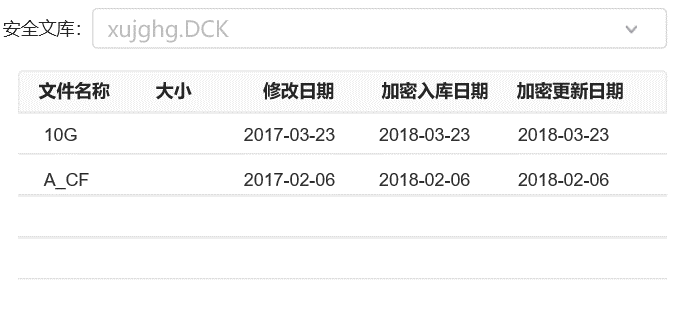 安全文库： xujghg.DCK
文件名称 大小 修改日期 加密入库日期 加密更新日期
10G 2017-03-23 2018-03-23 2018-03-23
A_CF 2017-02-06 2018-02-06 2018-02-06